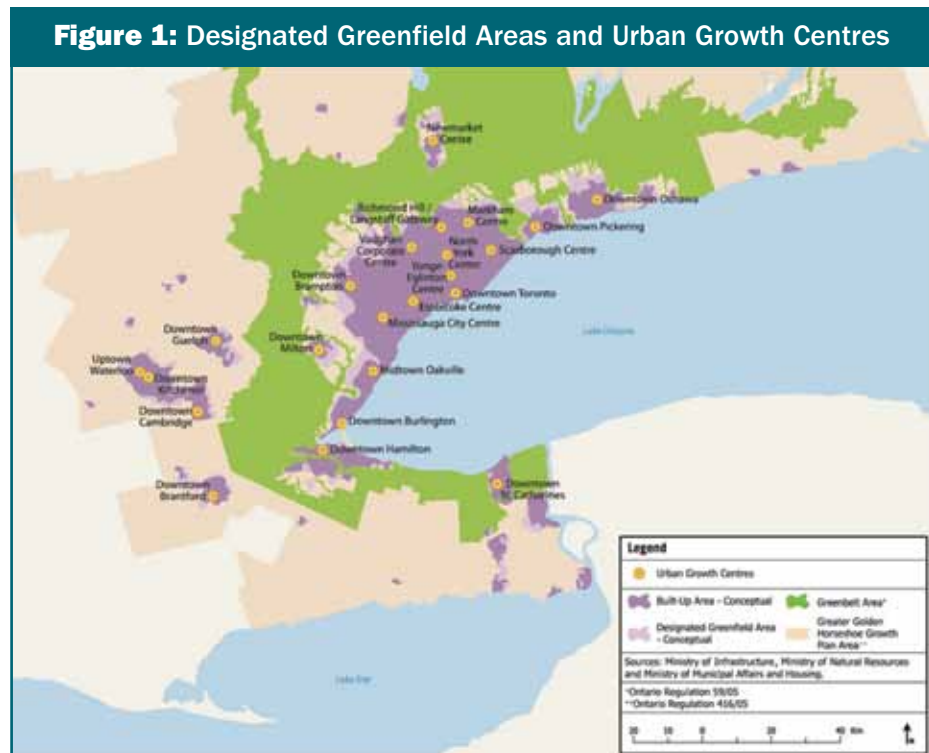 Figure 1: Designated Greenfield Areas and Urban Growth Centres
Newmarket
Centre
Richmond Hill /
Langstaff Gateway
Markham
Centre
Downtown Oshawa
Downtown Pickering
Vaughan
Corporate
Centre
North
York
Centre
Scarborough Centre
Yonge-
Eglinton
Centre
Downtown
Brampton
Downtown Toronto
Etobicoke Centre
Mississauga City Centre
Lake Ontario
Downtown
Guelph
Downtown
Milton
Uptown
Waterloo
Downtown
Kitchener
Midtown Oakville
Downtown
Cambridge
Downtown Burlington
Downtown Hamilton
Downtown
Brantford
Downtown
St. Catharines
Lake Erie
Legend
Urban Growth Centres
Built-Up Area - Conceptual
Greenbelt Area*
Designated Greenfield Area
- Conceptual
Greater Golden
Horseshoe Growth
Plan Area**
Sources: Ministry of Infrastructure, Ministry of Natural Resources
and Ministry of Municipal Affairs and Housing.
*Ontario Regulation 59/05
**Ontario Regulation 416/05
20 10 0 20 40 Km